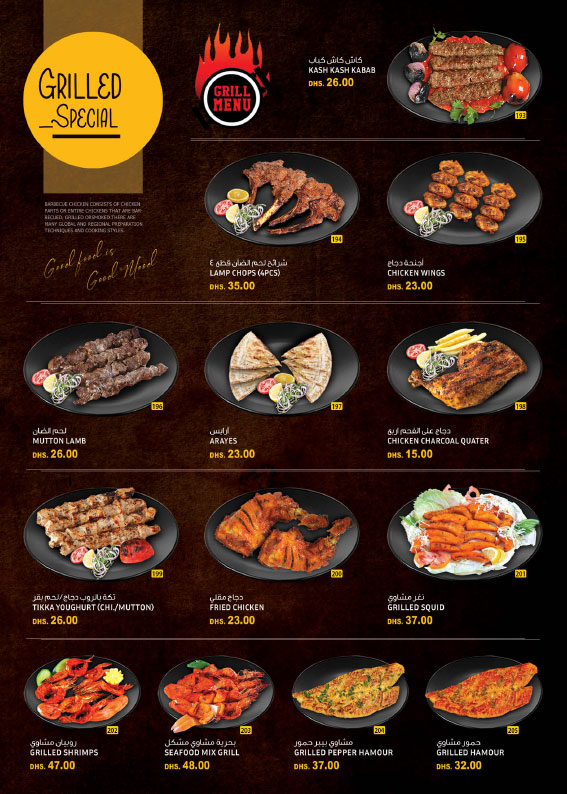 GRILLED
SPECIAL
GRILL
MENU
BARBECUE CHICKEN CONSISTS OF CHICKEN
PARTS OR ENTIRE CHICKENS THAT ARE BAR-
BECUED, GRILLED ORSMOKED.THERE ARE
MANY GLOBAL AND REGIONAL PREPARATION
TECHNIQUES AND COOKING STYLES.
Good food is
Good Mood
كاش كاش كباب
KASH KASH KABAB
DHS. 26.00
193
194
شرائح لحم الضأن قطع ٤
LAMP CHOPS (4PCS)
DHS. 35.00
195
أجنحة دجاج
CHICKEN WINGS
DHS. 23.00
196
لحم الضان
MUTTON LAMB
DHS. 26.00
197
أرايس
ARAYES
DHS. 23.00
198
دجاج على الفحم اربع
CHICKEN CHARCOAL QUATER
DHS. 15.00
199
تكة بالروب دجاج/لحم بقر
TIKKA YOUGHURT (CHI./MUTTON)
DHS. 26.00
200
دجاج مقلي
FRIED CHICKEN
DHS. 23.00
201
نغر مشاوي
GRILLED SQUID
DHS. 37.00
202
روبيان مشاوي
GRILLED SHRIMPS
DHS. 47.00
203
بحرية مشاوي مشكل
SEAFOOD MIX GRILL
DHS. 48.00
204
مشاوي بيبر حمور
GRILLED PEPPER HAMOUR
DHS. 37.00
205
حمور مشاوي
GRILLED HAMOUR
DHS. 32.00